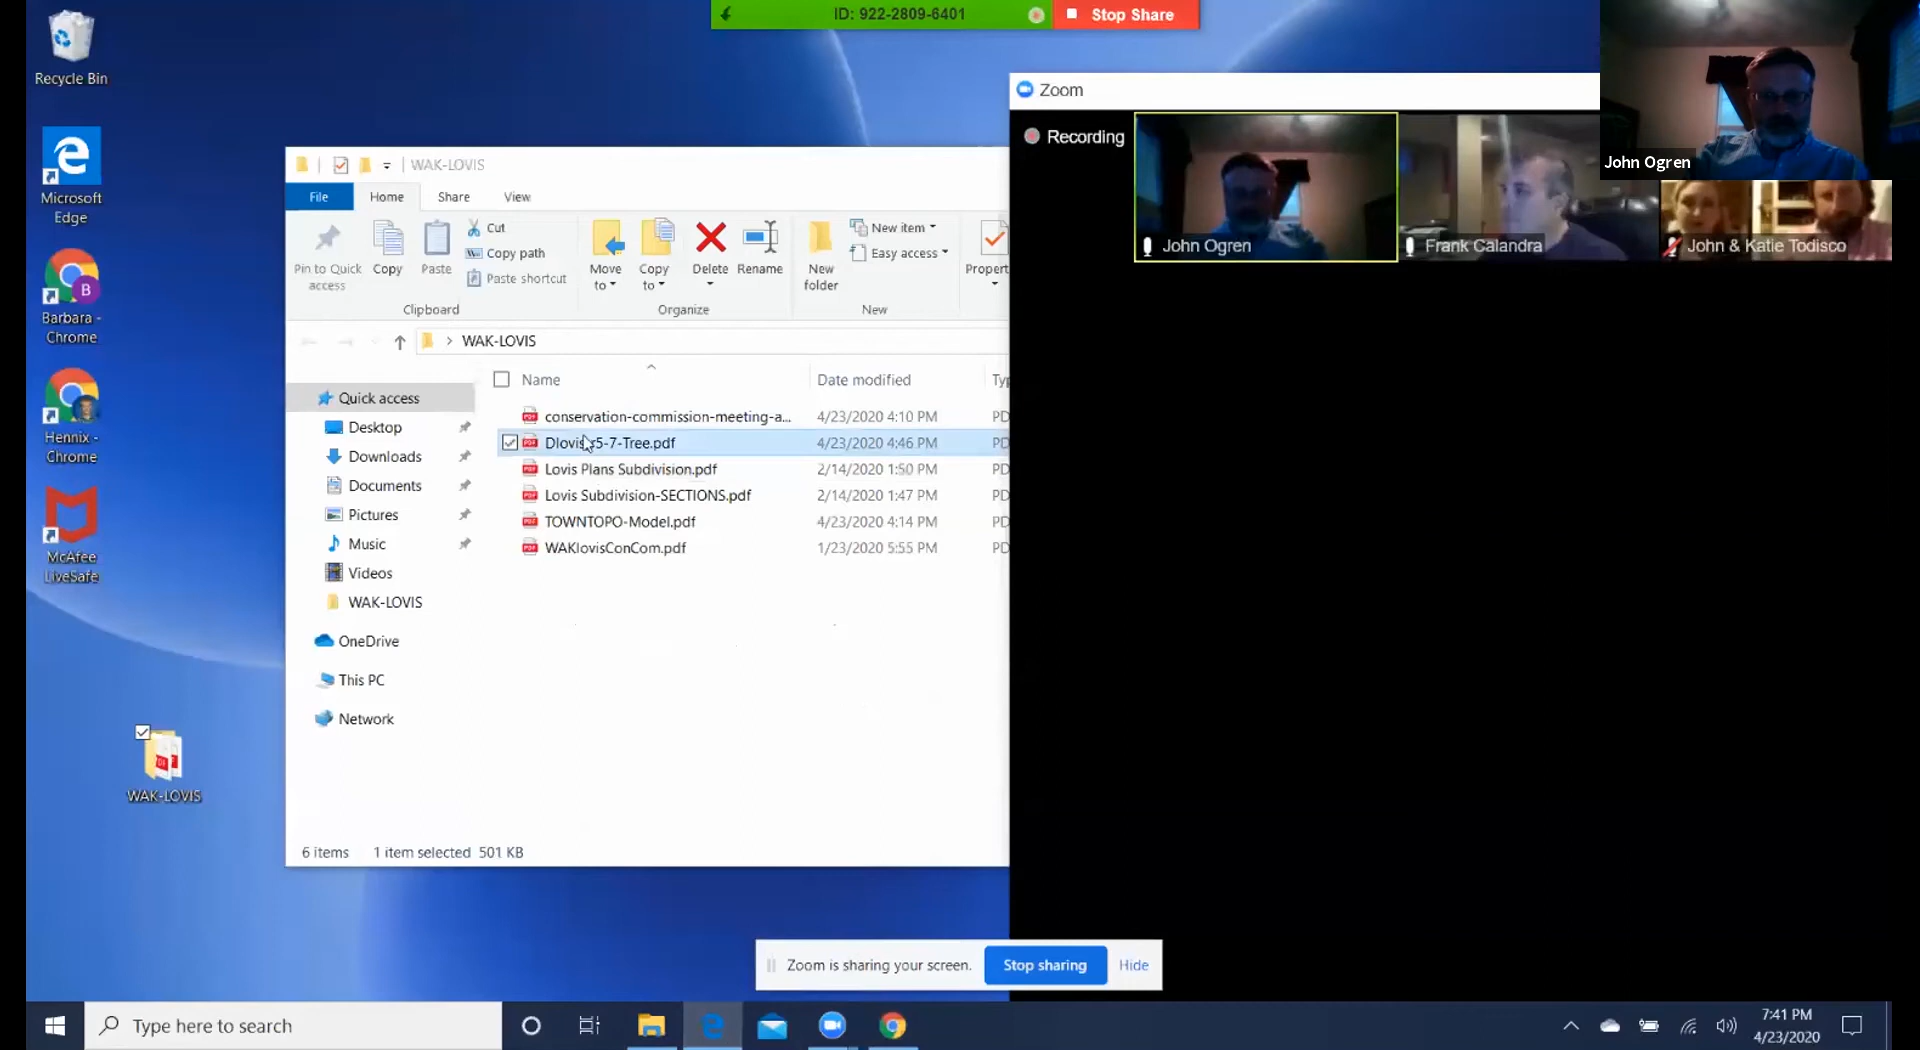 ID: 922-2809-6401
Stop Share
Recycle Bin
Microsoft
Edge
B
Barbara -
Chrome
Hennix -
Chrome
McAfee
LiveSafe
WAK-LOVIS
WAK-LOVIS
File
Home
Share
View
Pin to Quick
access
Copy
Paste
Cut
Copy path
Paste shortcut
Clipboard
Move
to
Copy
to
Delete
Rename
Organize
New
folder
New item
Easy access
New
Propert
WAK-LOVIS
Name
Date modified
Typ
Quick access
Desktop
Downloads
Documents
Pictures
Music
Videos
WAK-LOVIS
OneDrive
This PC
Network
conservation-commission-meeting-a... 4/23/2020 4:10 PM PD
4/23/2020 4:46 PM PD
Lovis Plans Subdivision.pdf 2/14/2020 1:50 PM PD
Lovis Subdivision-SECTIONS.pdf 2/14/2020 1:47 PM PD
TOWNTOPO-Model.pdf 4/23/2020 4:14 PM PD
WAKlovisConCom.pdf 1/23/2020 5:55 PM PD
6 items 1 item selected 501 KB
Zoom
Recording
John Ogren
Frank Calandra
John & Katie Todisco
John Ogren
Zoom is sharing your screen.
Stop sharing
Hide
Type here to search
7:41 PM
4/23/2020